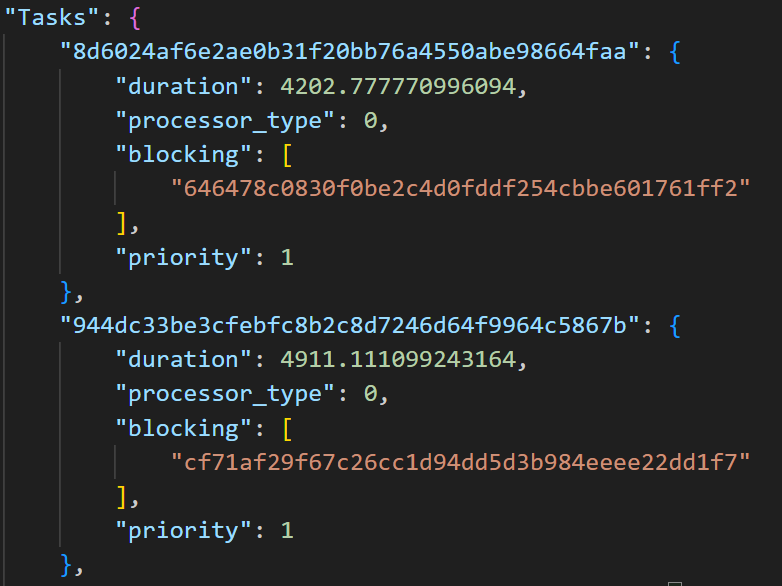 "Tasks": {
"8d6024af6e2ae0b31f20bb76a4550abe98664faa": {
"duration": 4202.777770996094,
"processor_type": 0,
"blocking": [
"646478c0830f0be2c4d0fddf254cbbe601761ff2"
],
"priority": 1
},
"944dc33be3cfebfc8b2c8d7246d64f9964c5867b": {
"duration": 4911.111099243164,
"processor_type": 0,
"blocking": [
"cf71af29f67c26cc1d94dd5d3b984eeee22dd1f7"
],
"priority": 1
},